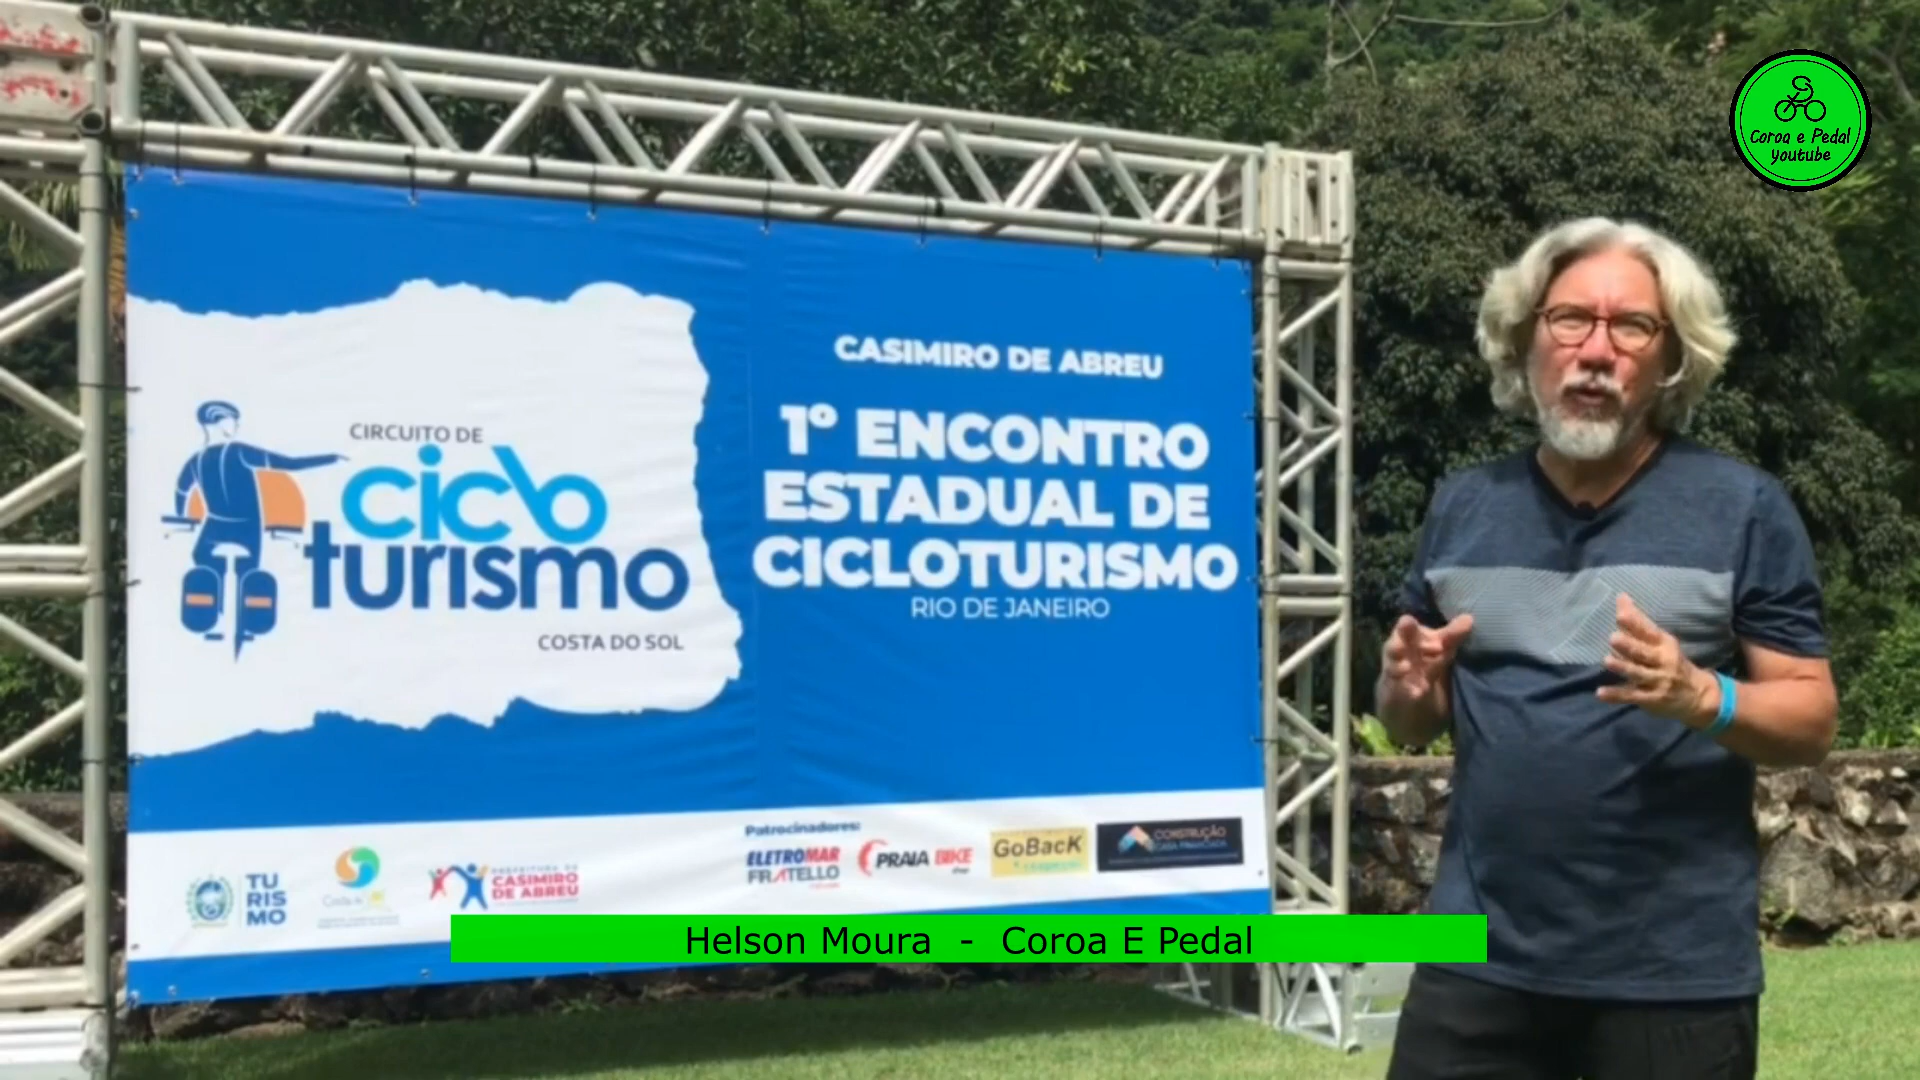 Coroa e Pedal
Youtube
CIRCUITO DE
ciclo
turismo
COSTA DO SOL
CASIMIRO DE ABREU
1º ENCONTRO
ESTADUAL DE
CICLOTURISMO
RIO DE JANEIRO
TU
RIS
MO
PREFEITURA DE
CASIMIRO
DE ABREU
Patrocinadores:
ELETROMAR
FRATELLO
PRAIA BIKE
GoBacK
CONSTRUÇÃO
Helson Moura - Coroa E Pedal